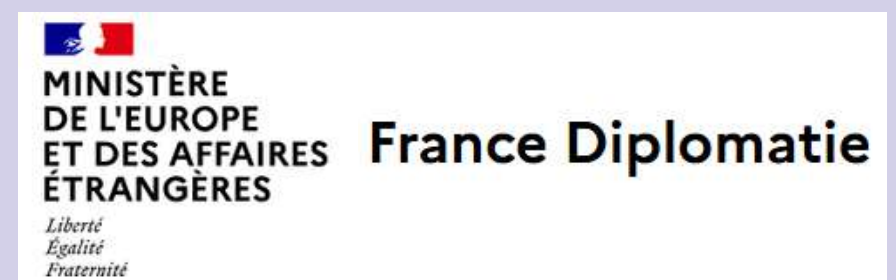 MINISTÈRE
DE L'EUROPE
ET DES AFFAIRES
ÉTRANGÈRES
Liberté
Égalité
Fraternité
France Diplomatie